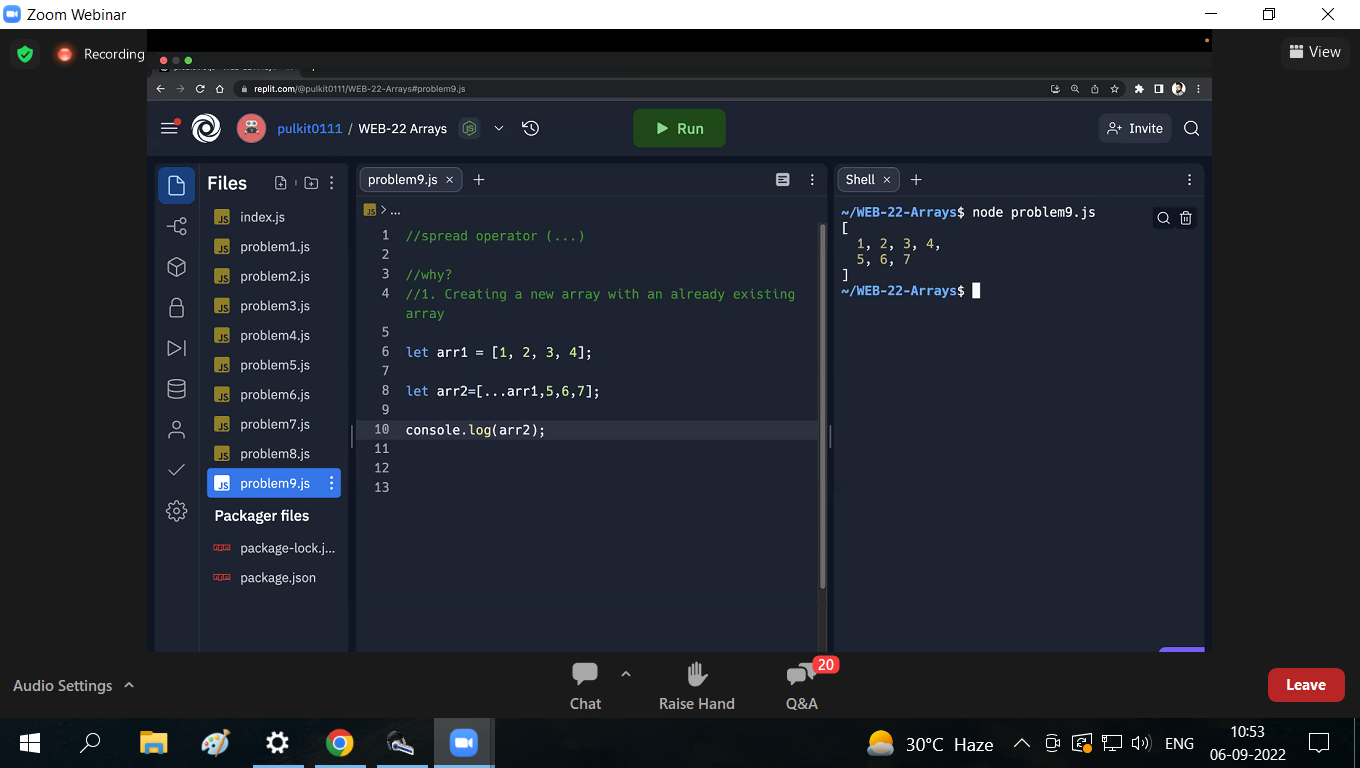 Zoom Webinar
Recording
View
replit.com/@pulkit0111/WEB-22-Arrays#problem9.js
pulkit0111 / WEB-22 Arrays
Run
Invite
Files
index.js
problem1.js
problem2.js
problem3.js
problem4.js
problem5.js
problem6.js
problem7.js
problem8.js
problem9.js
Packager files
package-lock.j...
package.json
problem9.js × +
JS > ...
1 //spread operator (...)
2
3 //why?
4 //1. Creating a new array with an already existing
array
5
6 let arr1 = [1, 2, 3, 4];
7
8 let arr2=[...arr1,5,6,7];
9
10 console.log(arr2);
11
12
13
Shell × +
~/WEB-22-Arrays$ node problem9.js
[
1, 2, 3, 4,
5, 6, 7
]
~/WEB-22-Arrays$
Audio Settings
Chat
Raise Hand
20
Q&A
Leave
30°C Haze
ENG
10:53
06-09-2022